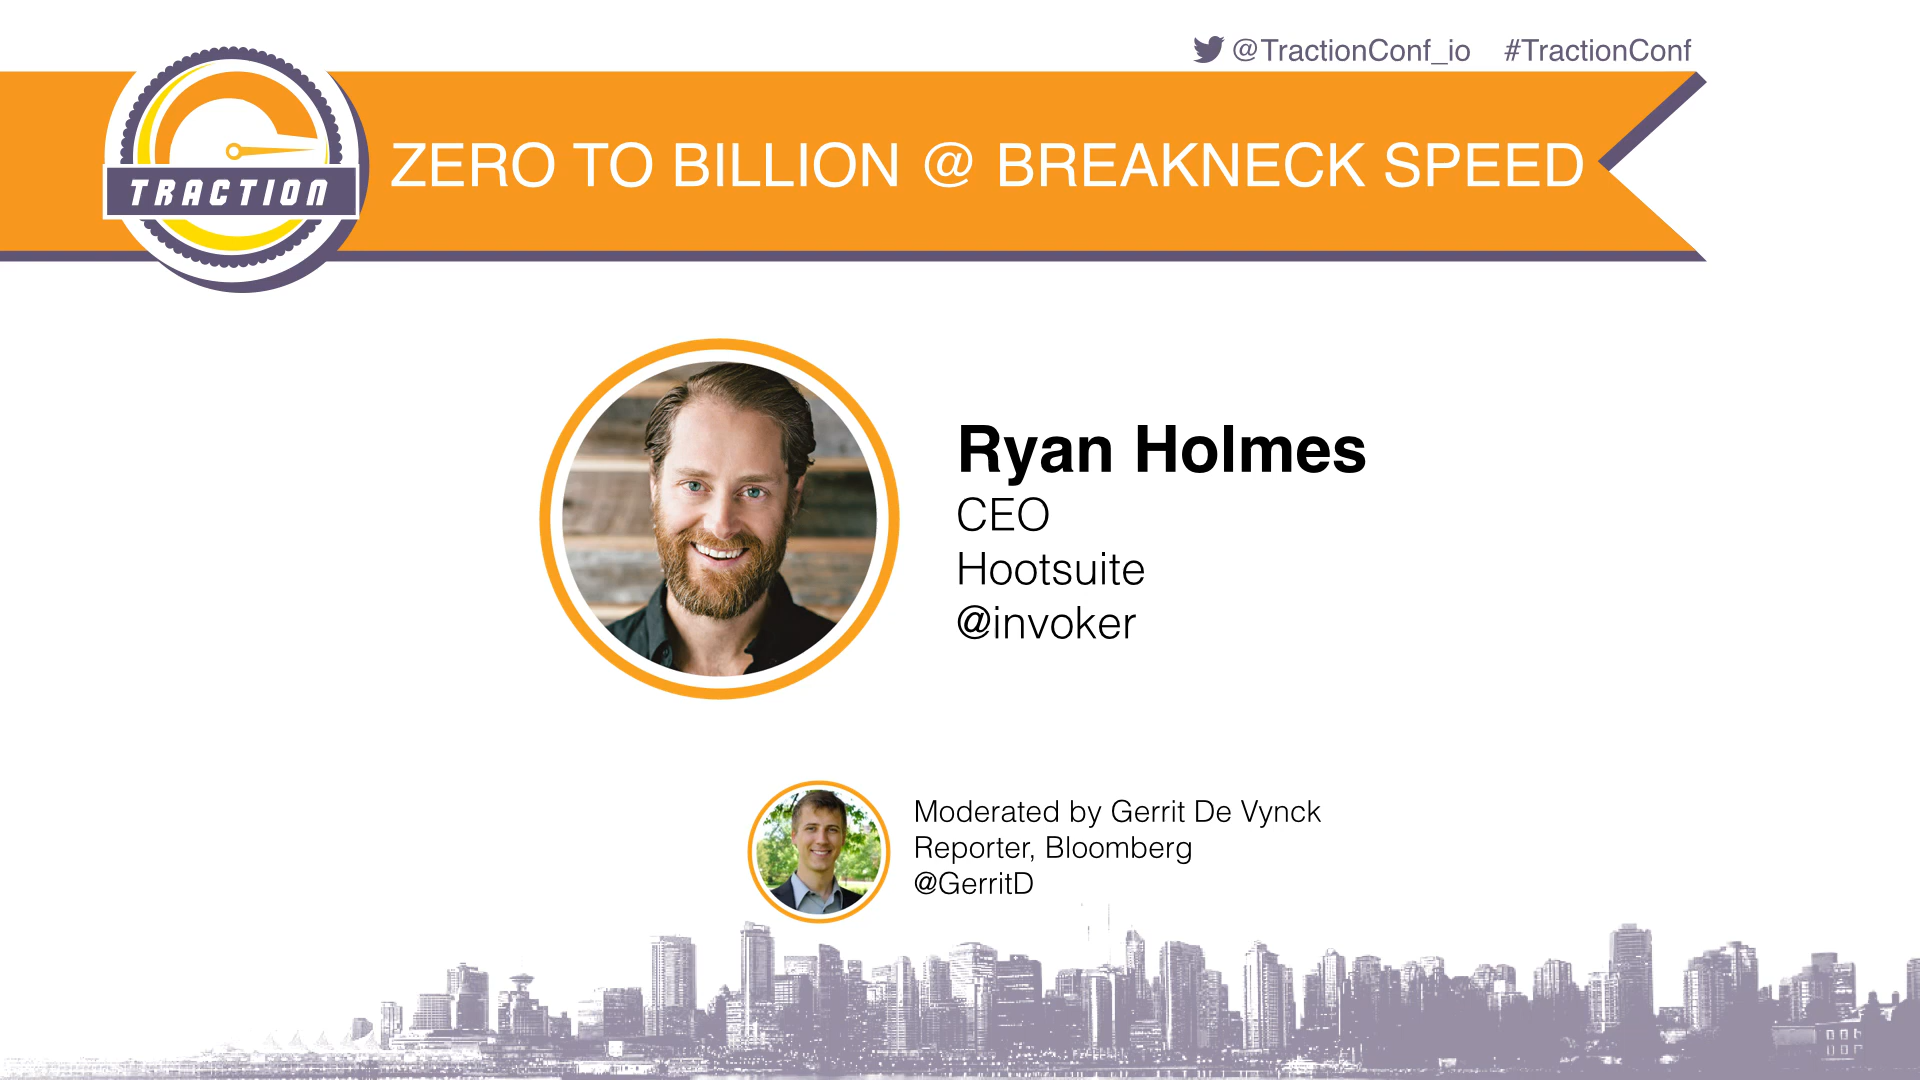 @TractionConf_io #TractionConf
TRACTION
ZERO TO BILLION @ BREAKNECK SPEED
Ryan Holmes
CEO
Hootsuite
@invoker
Moderated by Gerrit De Vynck
Reporter, Bloomberg
@GerritD